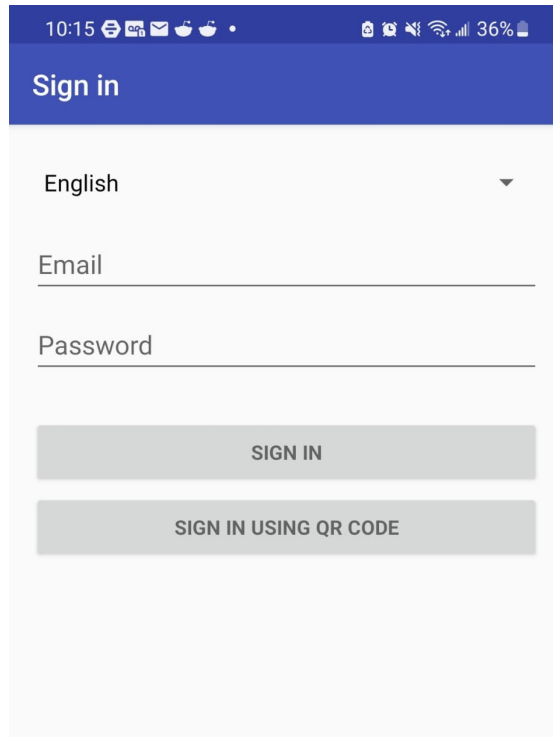 10:15 36%
Sign in
English
Email
Password
SIGN IN
SIGN IN USING QR CODE